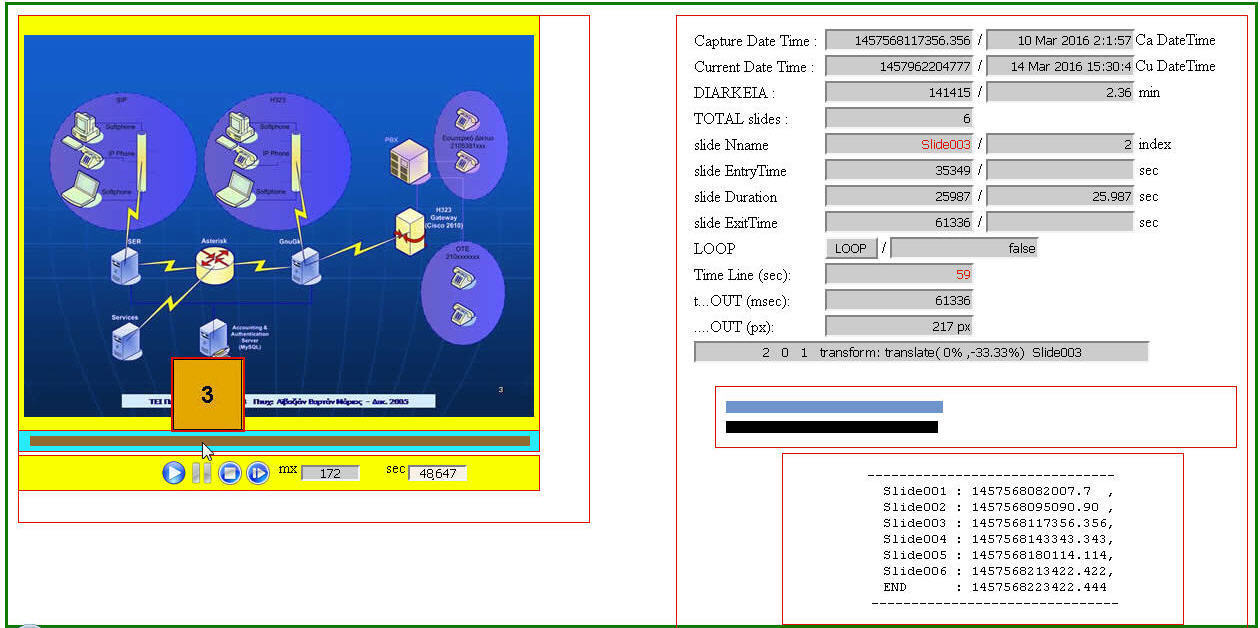 SIP
H323
Softphone
IP Phone
Softphone
Softphone
IP Phone
Softphone
PBX
Εσωτερικό Δίκτυο
2105381xxx
H323
Gateway
(Cisco 2610)
OTE
210xxxxxxx
SER
Asterisk
GnuGk
Services
Accounting &
Authentication
Server
(MySQL)
3
3
ΤΕΙ Πτυχ: Αϊβαζιάν Βαρτάν Μάριος - Δεκ. 2005
mx 172 sec 48,647
Capture Date Time : 1457568117356.356 / 10 Mar 2016 2:1:57 Ca DateTime
Current Date Time : 1457962204777 / 14 Mar 2016 15:30:4 Cu DateTime
DIARKEIA : 141415 / 2.36 min
TOTAL slides : 6
slide Nname Slide003 / 2 index
slide EntryTime 35349 / sec
slide Duration 25987 / 25.987 sec
slide ExitTime 61336 / sec
LOOP LOOP / false
Time Line (sec): 59
t...OUT (msec): 61336
....OUT (px): 217 px
2 0 1 transform: translate( 0% ,-33.33%) Slide003
-------------------------------
Slide001 : 1457568082007.7 ,
Slide002 : 1457568095090.90 ,
Slide003 : 1457568117356.356,
Slide004 : 1457568143343.343,
Slide005 : 1457568180114.114,
Slide006 : 1457568213422.422,
END : 1457568223422.444
-------------------------------